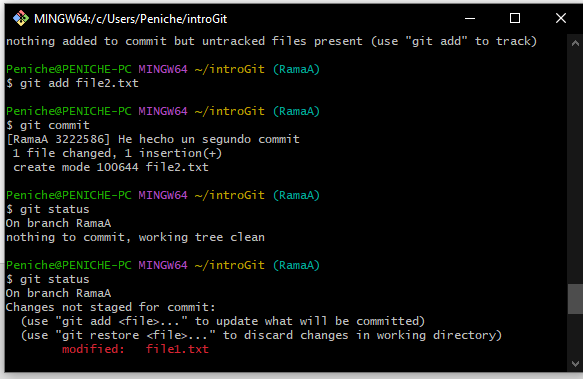 MINGW64:/c/Users/Peniche/introGit
nothing added to commit but untracked files present (use "git add" to track)
Peniche@PENICHE-PC MINGW64 ~/introGit (RamaA)
$ git add file2.txt
Peniche@PENICHE-PC MINGW64 ~/introGit (RamaA)
$ git commit
[RamaA 3222586] He hecho un segundo commit
 1 file changed, 1 insertion(+)
 create mode 100644 file2.txt
Peniche@PENICHE-PC MINGW64 ~/introGit (RamaA)
$ git status
On branch RamaA
nothing to commit, working tree clean
Peniche@PENICHE-PC MINGW64 ~/introGit (RamaA)
$ git status
On branch RamaA
Changes not staged for commit:
  (use "git add <file>..." to update what will be committed)
  (use "git restore <file>..." to discard changes in working directory)
        modified:   file1.txt